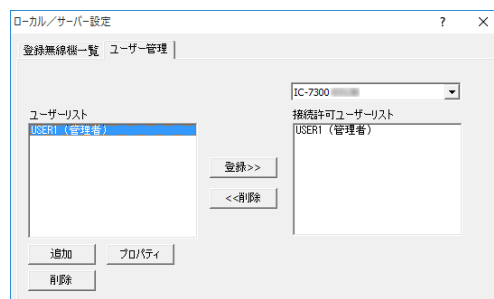 ローカル／サーバー設定
登録無線機一覧 ユーザー管理
IC-7300
ユーザーリスト
USER1 (管理者)
接続許可ユーザーリスト
USER1 (管理者)
登録>>
<<削除
追加
プロパティ
削除